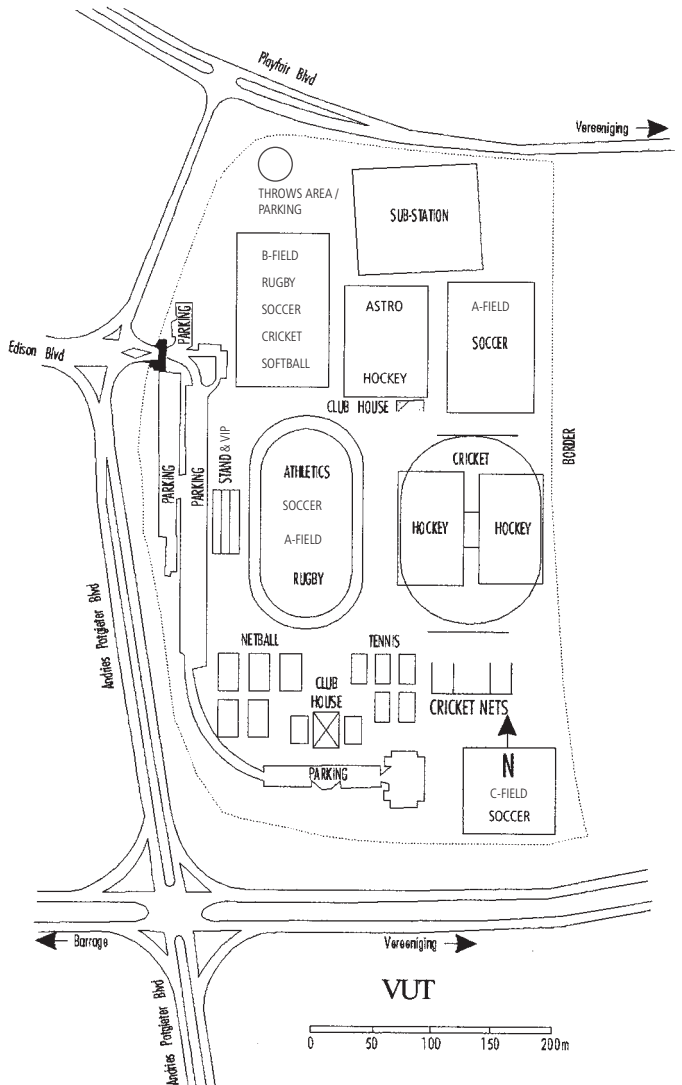 Playfair Blvd
Vereeniging
THROWS AREA /
PARKING
SUB-STATION
B-FIELD
RUGBY
SOCCER
CRICKET
SOFTBALL
ASTRO
HOCKEY
A-FIELD
SOCCER
PARKING
Edison Blvd
CLUB HOUSE
BORDER
PARKING
PARKING
STAND & VIP
ATHLETICS
SOCCER
A-FIELD
RUGBY
CRICKET
HOCKEY
HOCKEY
Andries Potgieter Blvd
NETBALL
TENNIS
CLUB
HOUSE
CRICKET NETS
PARKING
N
C-FIELD
SOCCER
Barrage
Vereeniging
Andries Potgieter Blvd
VUT
0 50 100 150 200m